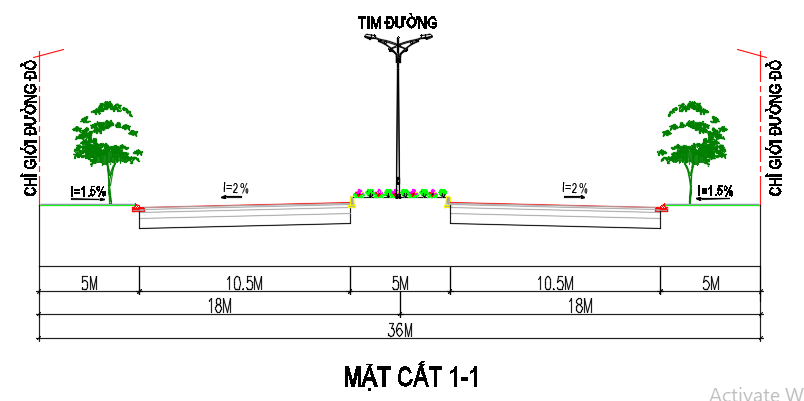 TIM ĐƯỜNG
CHỈ GIỚI ĐƯỜNG ĐỎ
CHỈ GIỚI ĐƯỜNG ĐỎ
I=1.5%
I=2%
I=2%
I=1.5%
5M 10.5M 5M 10.5M 5M
18M 18M
36M
MẶT CẮT 1-1
Activate W